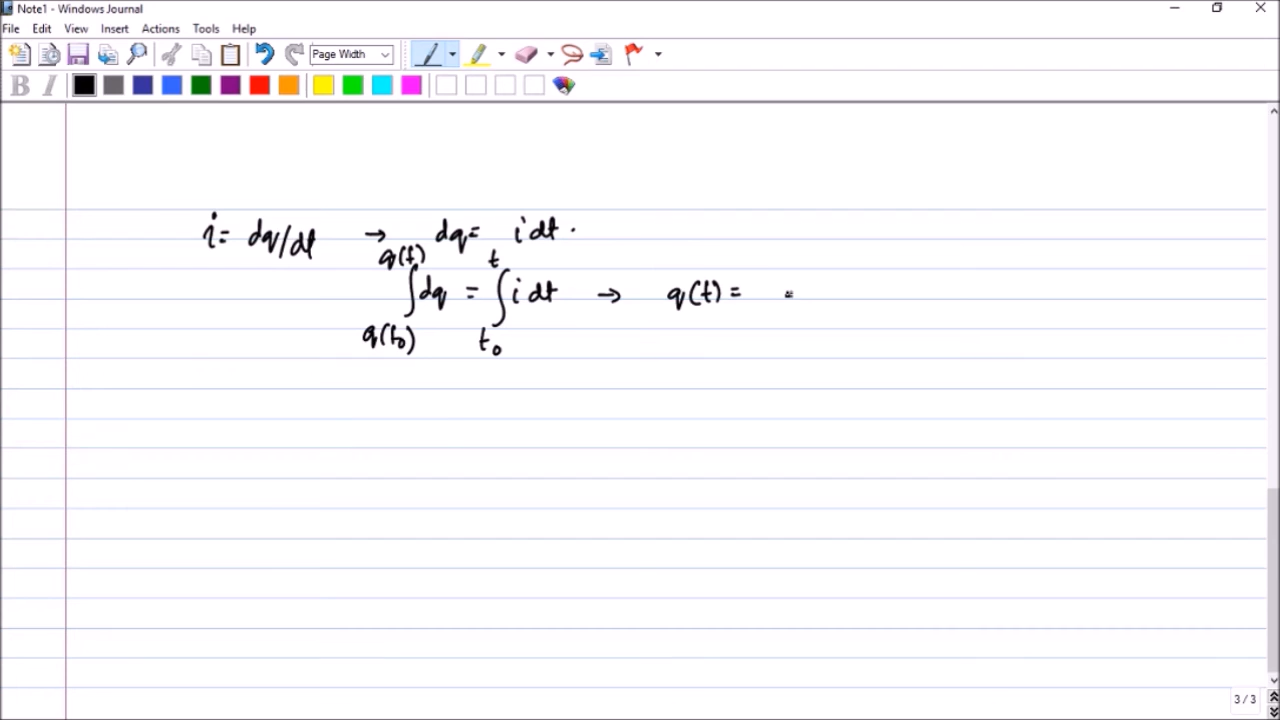 Note1 - Windows Journal
File Edit View Insert Actions Tools Help
Page Width
B I
i = dq/dt → dq = i dt .
q(t) t
∫dq = ∫i dt → q(t) = =
q(t₀) t₀
3 / 3